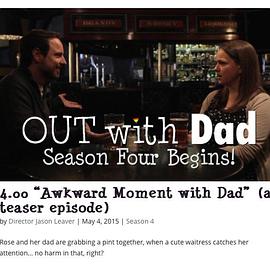 OUT with Dad
Season Four Begins!
4.00 “Awkward Moment with Dad” (a
teaser episode)
by Director Jason Leaver | May 4, 2015 | Season 4
Rose and her dad are grabbing a pint together, when a cute waitress catches her
attention… no harm in that, right?